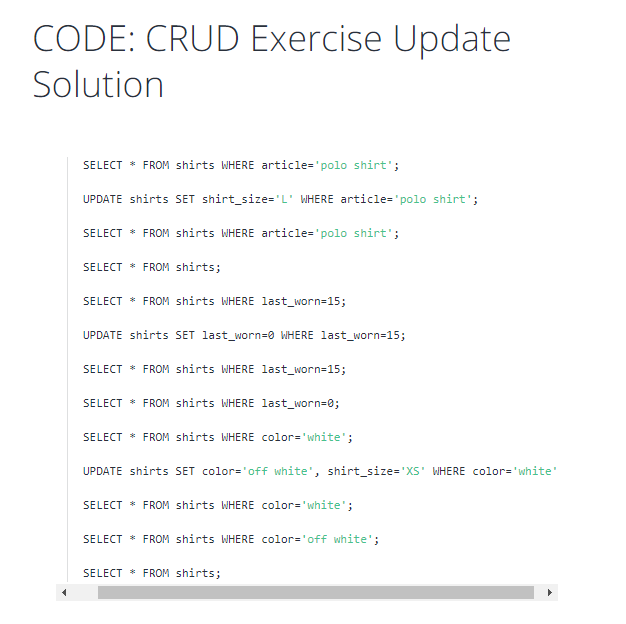 CODE: CRUD Exercise Update
Solution
SELECT * FROM shirts WHERE article='polo shirt';
UPDATE shirts SET shirt_size='L' WHERE article='polo shirt';
SELECT * FROM shirts WHERE article='polo shirt';
SELECT * FROM shirts;
SELECT * FROM shirts WHERE last_worn=15;
UPDATE shirts SET last_worn=0 WHERE last_worn=15;
SELECT * FROM shirts WHERE last_worn=15;
SELECT * FROM shirts WHERE last_worn=0;
SELECT * FROM shirts WHERE color='white';
UPDATE shirts SET color='off white', shirt_size='XS' WHERE color='white'
SELECT * FROM shirts WHERE color='white';
SELECT * FROM shirts WHERE color='off white';
SELECT * FROM shirts;